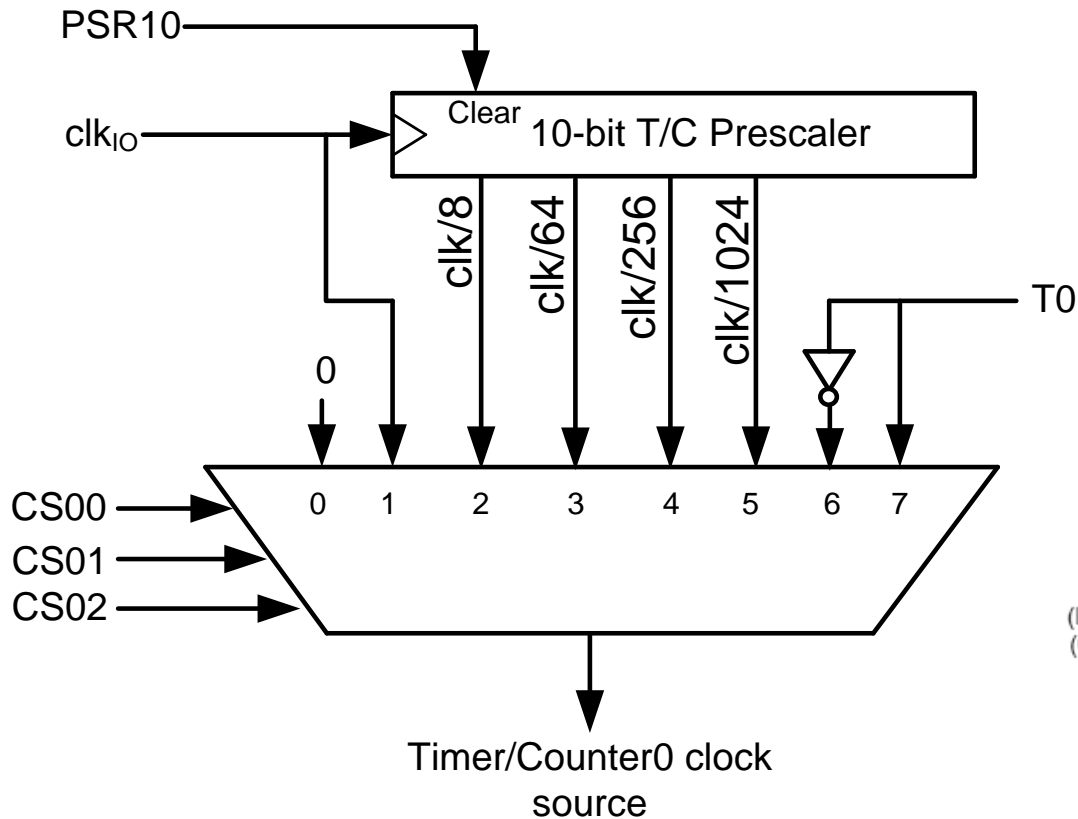 PSR10
clkIO
Clear
10-bit T/C Prescaler
clk/8
clk/64
clk/256
clk/1024
T0
0
0 1 2 3 4 5 6 7
CS00
CS01
CS02
Timer/Counter0 clock
source